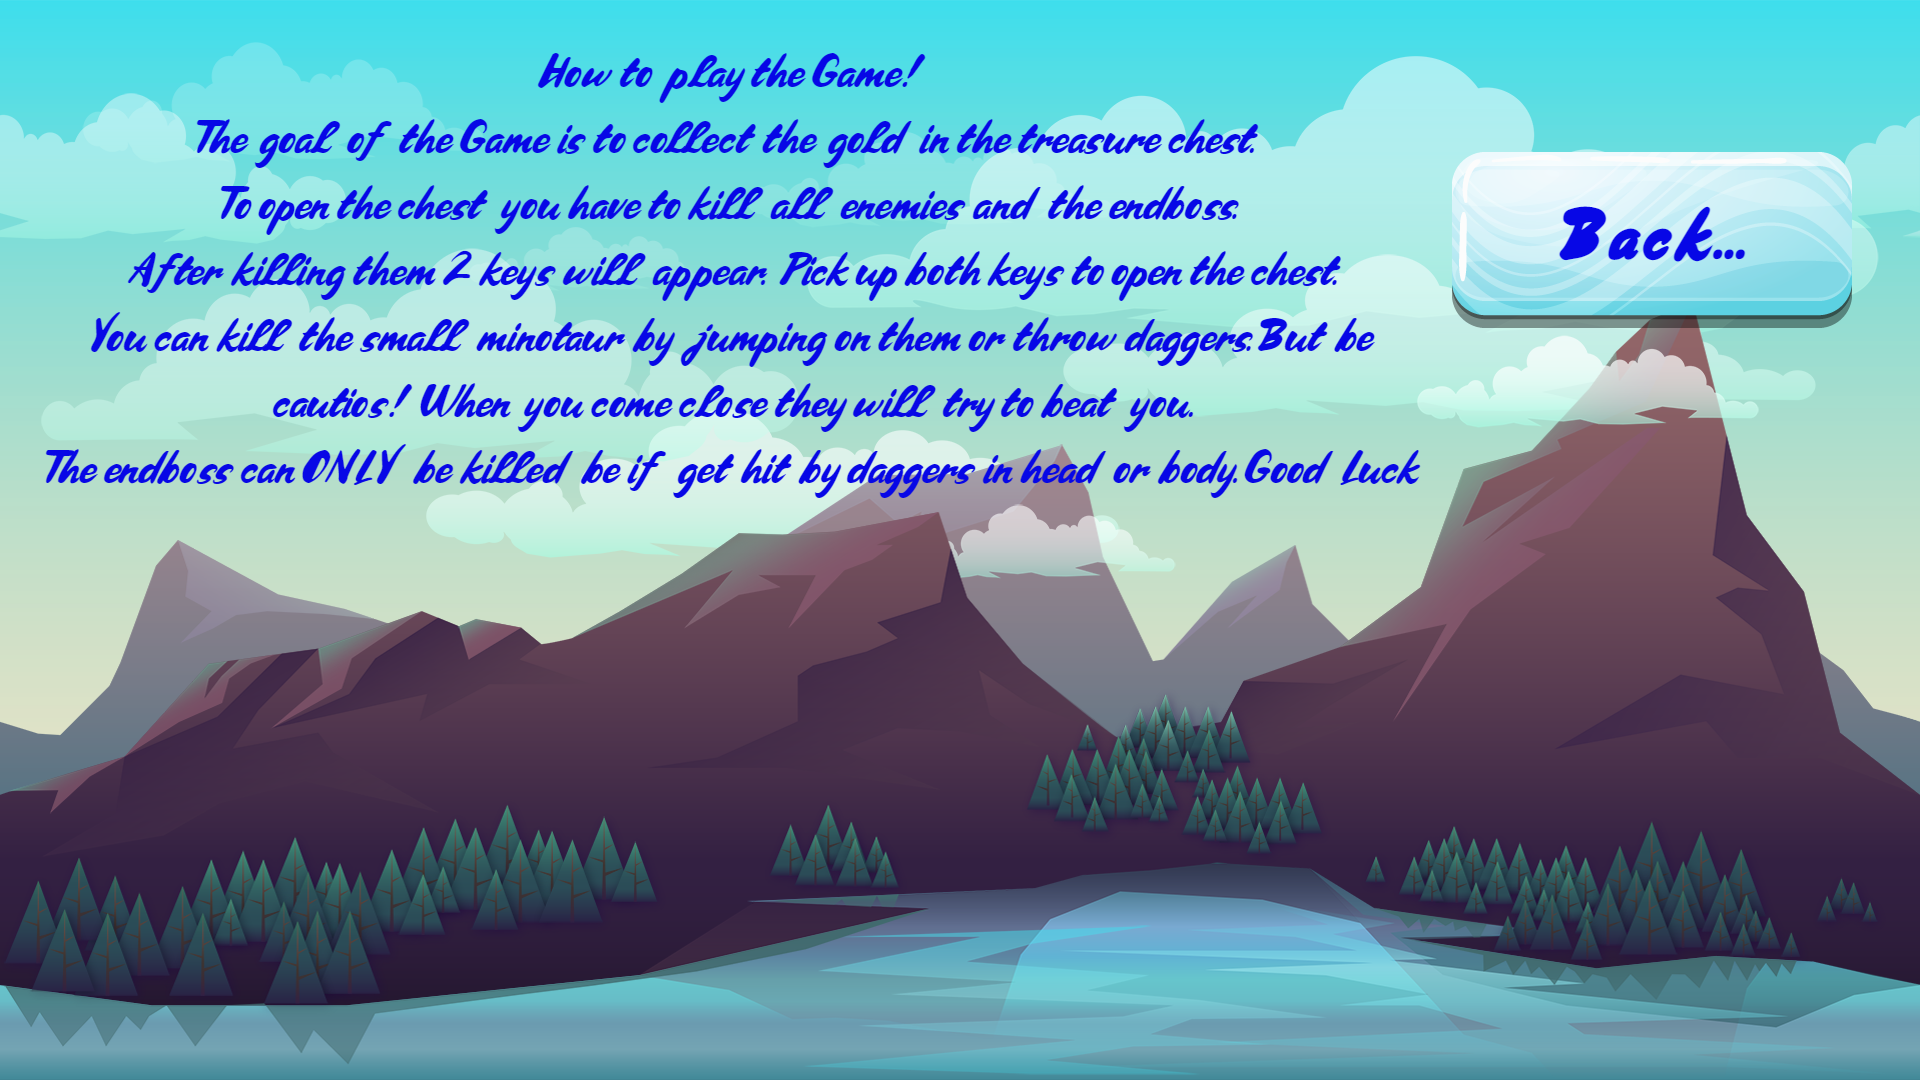 How to play the Game!
The goal of the Game is to collect the gold in the treasure chest.
To open the chest you have to kill all enemies and the endboss.
After killing them 2 keys will appear. Pick up both keys to open the chest.
You can kill the small minotaur by jumping on them or throw daggers.But be
cautios! When you come close they will try to beat you.
The endboss can ONLY be killed be if get hit by daggers in head or body.Good Luck
Back...